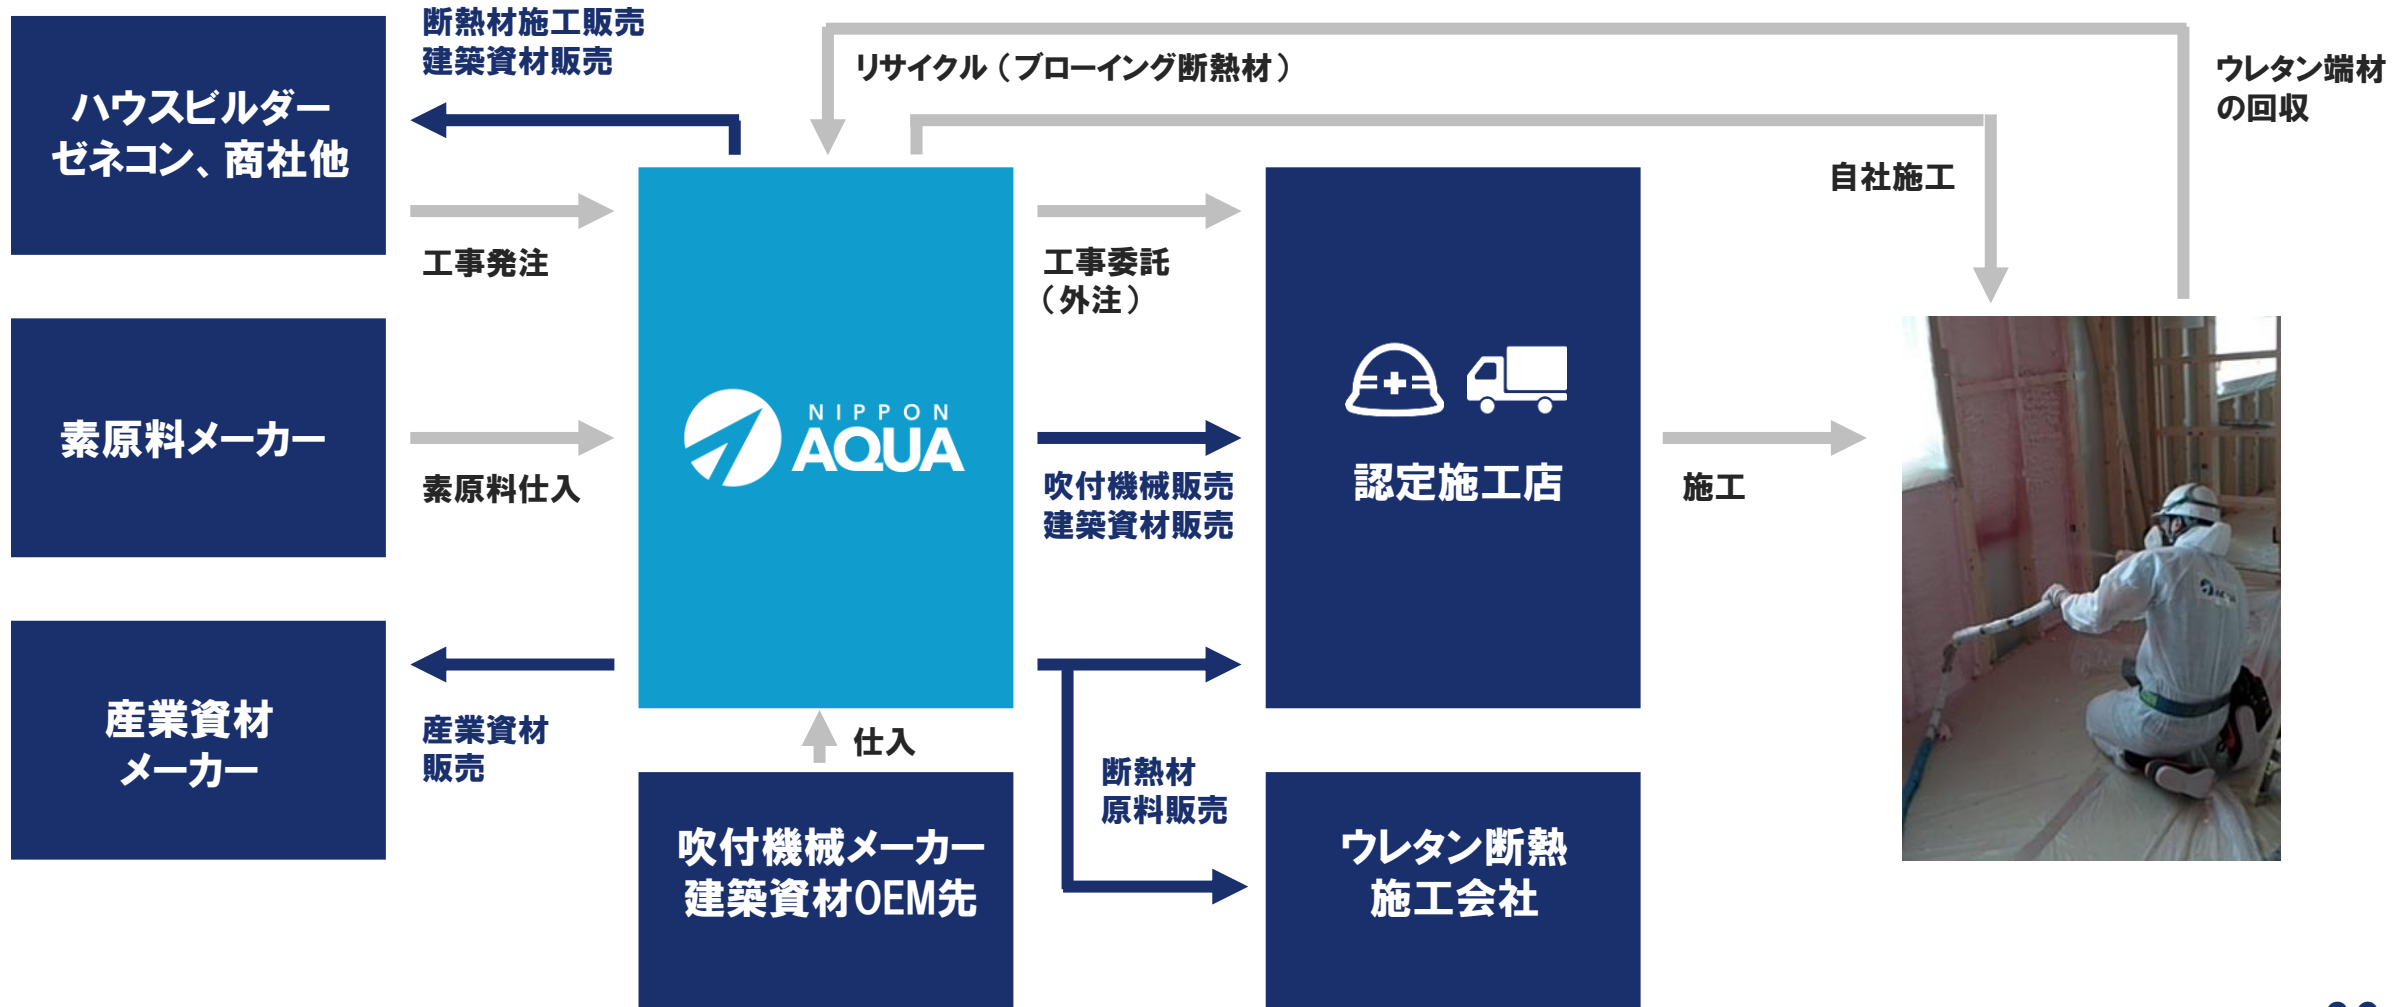 断熱材施工販売
建築資材販売
リサイクル（ブローイング断熱材）
ウレタン端材
の回収
ハウスビルダー
ゼネコン、商社他
自社施工
工事発注
工事委託
（外注）
素原料メーカー
素原料仕入
NIPPON
AQUA
吹付機械販売
建築資材販売
認定施工店
施工
産業資材
メーカー
産業資材
販売
仕入
断熱材
原料販売
吹付機械メーカー
建築資材OEM先
ウレタン断熱
施工会社